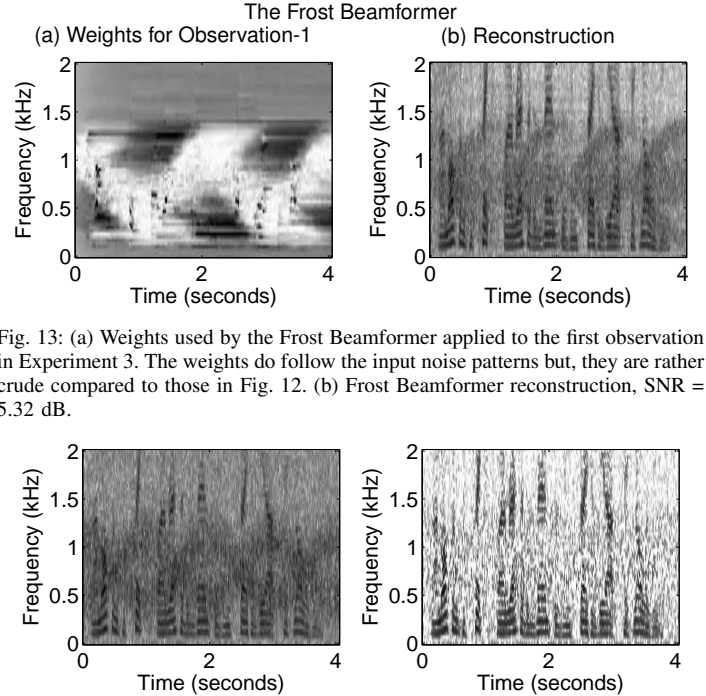 The Frost Beamformer
(a) Weights for Observation-1
(b) Reconstruction
2
1.5
1
0.5
0
Frequency (kHz)
0 2 4
Time (seconds)
2
1.5
1
0.5
0
Frequency (kHz)
0 2 4
Time (seconds)
Fig. 13: (a) Weights used by the Frost Beamformer applied to the first observation
in Experiment 3. The weights do follow the input noise patterns but, they are rather
crude compared to those in Fig. 12. (b) Frost Beamformer reconstruction, SNR =
5.32 dB.
2
1.5
1
0.5
0
Frequency (kHz)
0 2 4
Time (seconds)
2
1.5
1
0.5
0
Frequency (kHz)
0 2 4
Time (seconds)